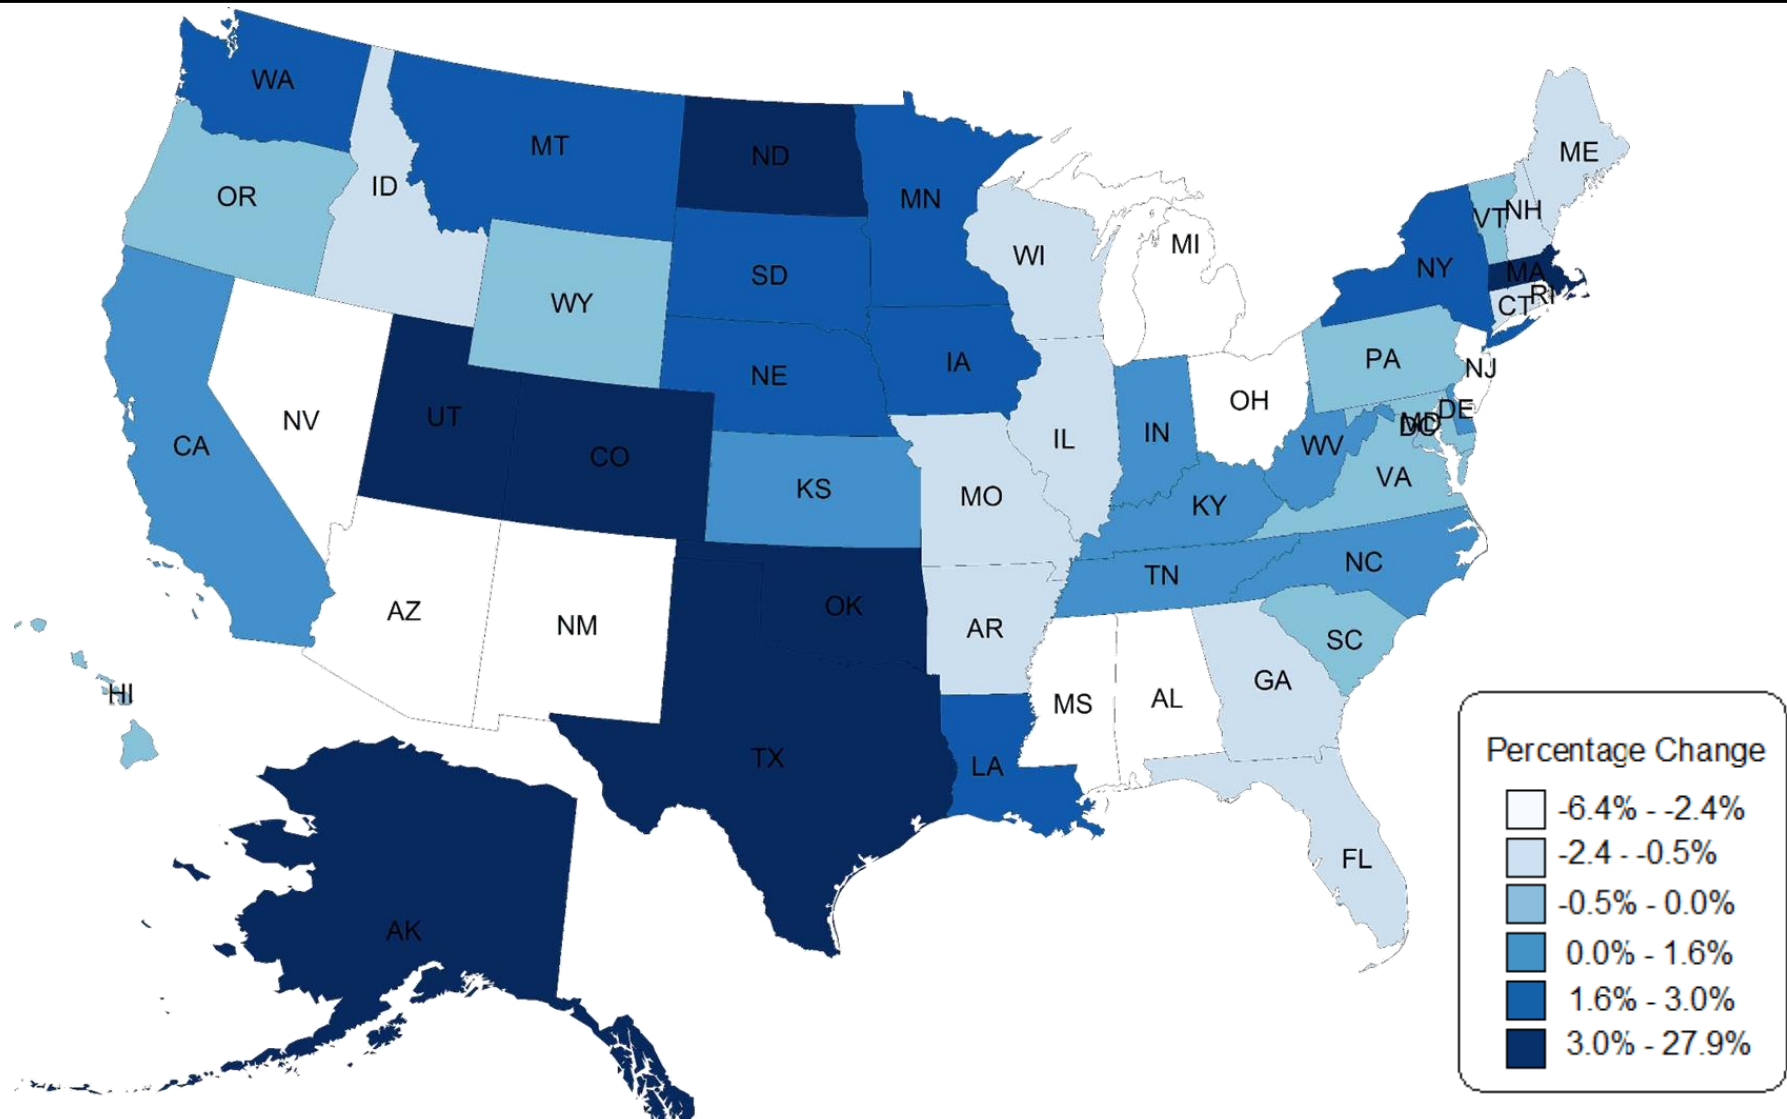 WA
MT
ND
MN
ME
OR
ID
WI
MI
VT
NH
SD
NY
MA
WY
CT
RI
NE
IA
PA
NJ
NV
UT
CO
OH
DE
MD
DC
CA
IL
IN
WV
KS
MO
KY
VA
AZ
NM
OK
AR
TN
NC
HI
SC
MS
AL
GA
TX
LA
FL
AK
Percentage Change
-6.4% - -2.4%
-2.4 - -0.5%
-0.5% - 0.0%
0.0% - 1.6%
1.6% - 3.0%
3.0% - 27.9%